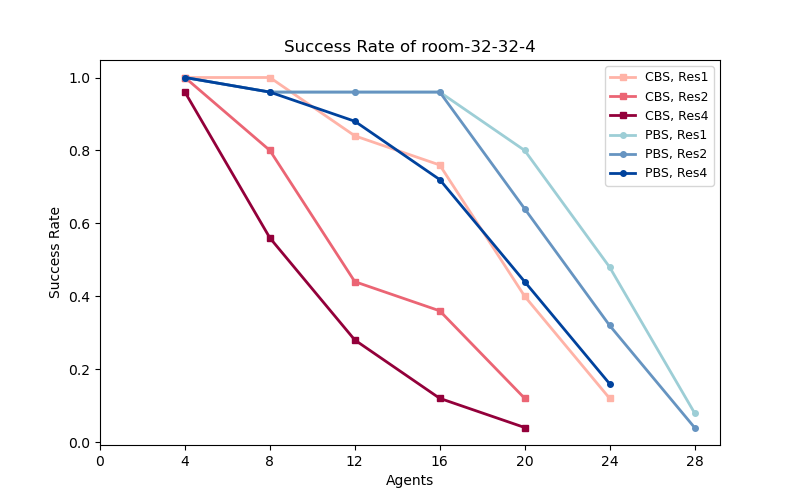 Success Rate of room-32-32-4
CBS, Res1
CBS, Res2
CBS, Res4
PBS, Res1
PBS, Res2
PBS, Res4
Success Rate
1.0
0.8
0.6
0.4
0.2
0.0
0 4 8 12 16 20 24 28
Agents